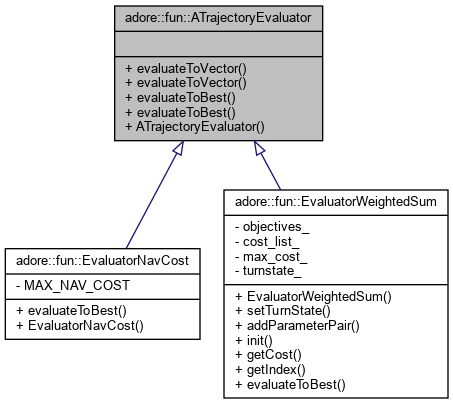 adore::fun::ATrajectoryEvaluator
+ evaluateToVector()
+ evaluateToVector()
+ evaluateToBest()
+ evaluateToBest()
+ ATrajectoryEvaluator()
adore::fun::EvaluatorNavCost
- MAX_NAV_COST
+ evaluateToBest()
+ EvaluatorNavCost()
adore::fun::EvaluatorWeightedSum
- objectives_
- cost_list_
- max_cost_
- turnstate_
+ EvaluatorWeightedSum()
+ setTurnState()
+ addParameterPair()
+ init()
+ getCost()
+ getIndex()
+ evaluateToBest()